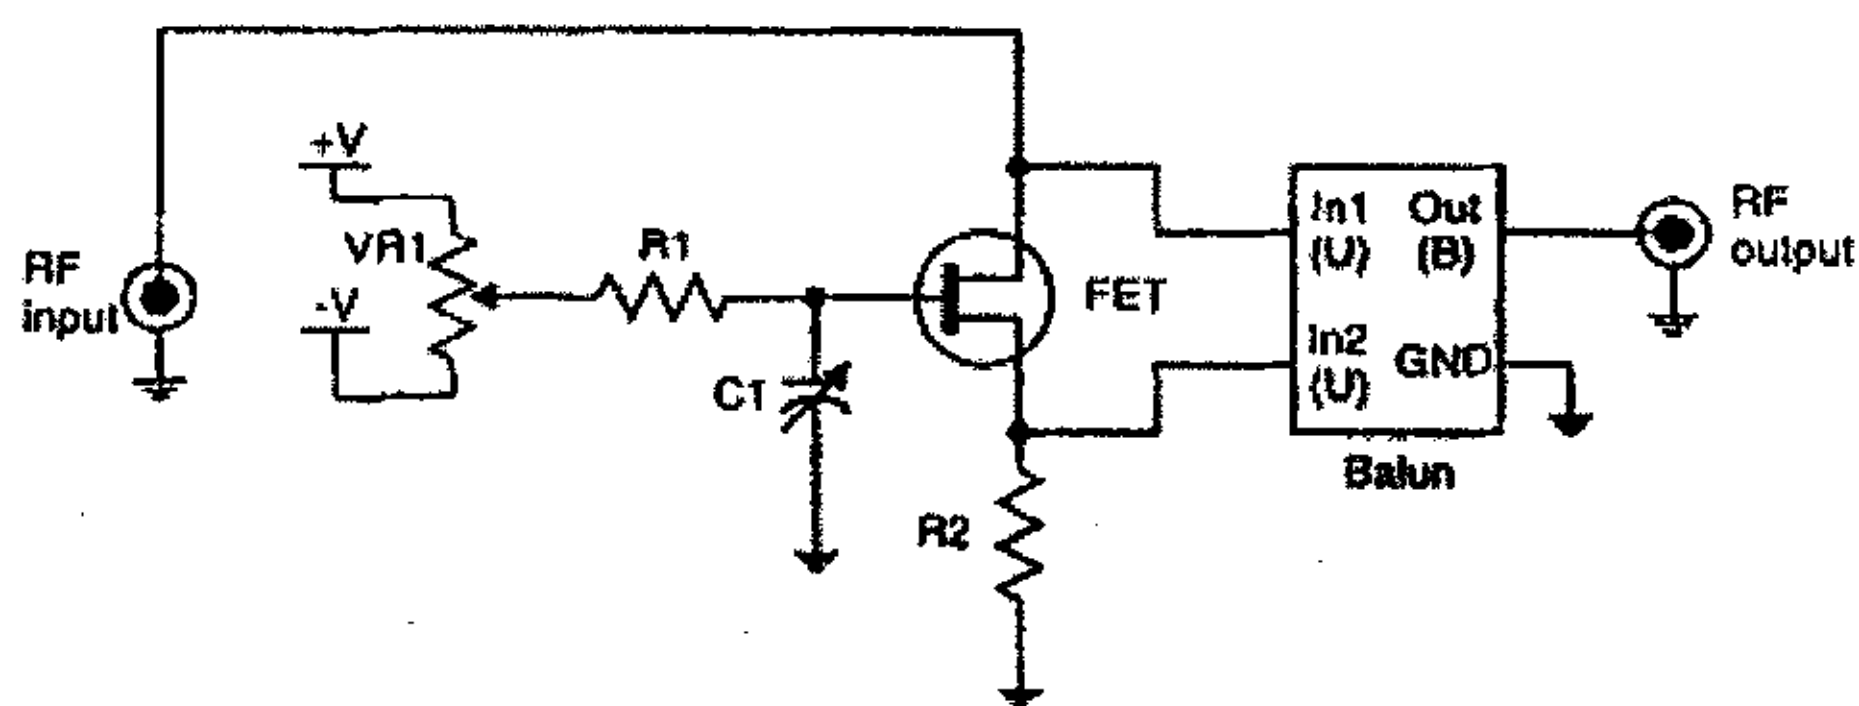 +V
VR1
-V
RF
input
R1
C1
FET
R2
In1
(U)
Out
(B)
In2
(U)
GND
Balun
RF
output